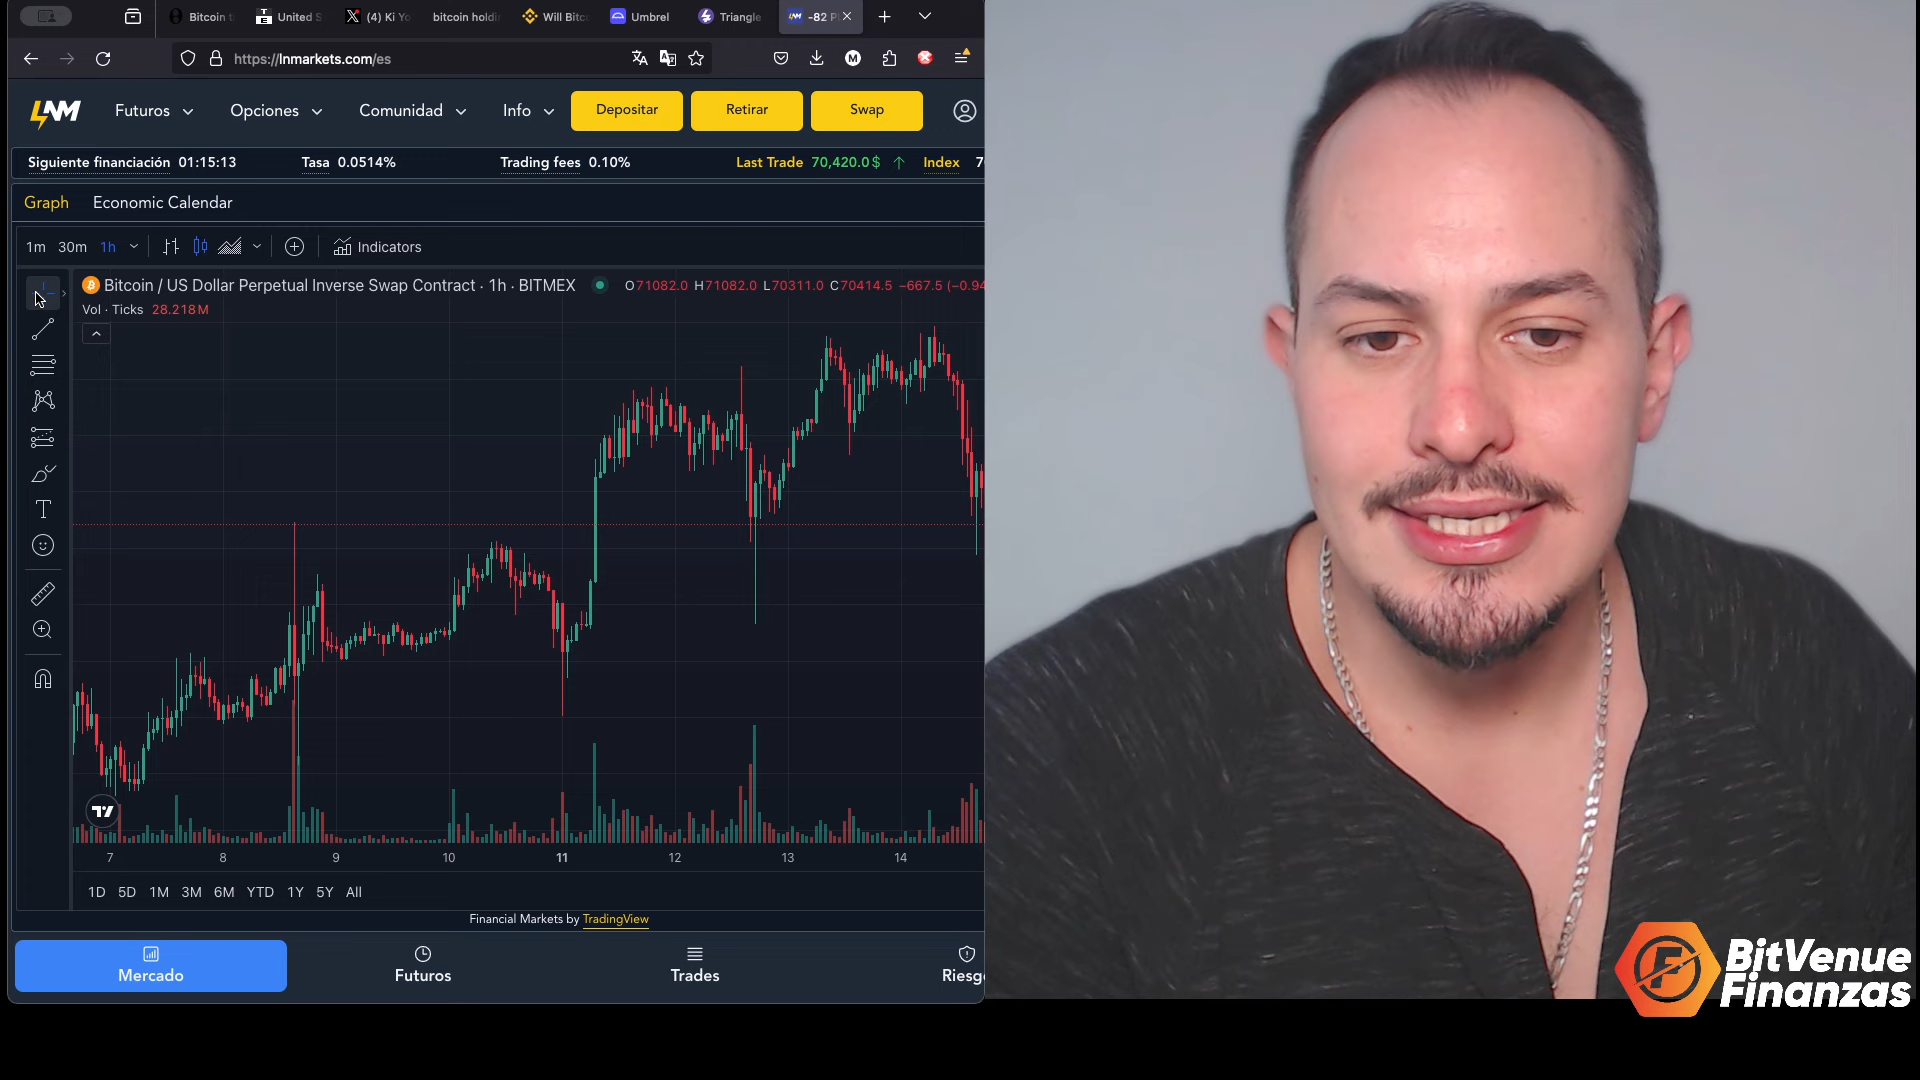 Bitcoin t
United S
(4) Ki Yo
bitcoin holdi
Will Bitc
Umbrel
Triangle
-82 P
https://lnmarkets.com/es
LNM
Futuros
Opciones
Comunidad
Info
Depositar
Retirar
Swap
Siguiente financiación 01:15:13
Tasa 0.0514%
Trading fees 0.10%
Last Trade 70,420.0$ ↑
Index 7
Graph
Economic Calendar
1m 30m 1h
Indicators
Bitcoin / US Dollar Perpetual Inverse Swap Contract · 1h · BITMEX
O71082.0 H71082.0 L70311.0 C70414.5 −667.5 (−0.94
Vol · Ticks 28.218M
7 8 9 10 11 12 13 14
1D 5D 1M 3M 6M YTD 1Y 5Y All
Financial Markets by TradingView
Mercado
Futuros
Trades
Riesg
BitVenue
Finanzas